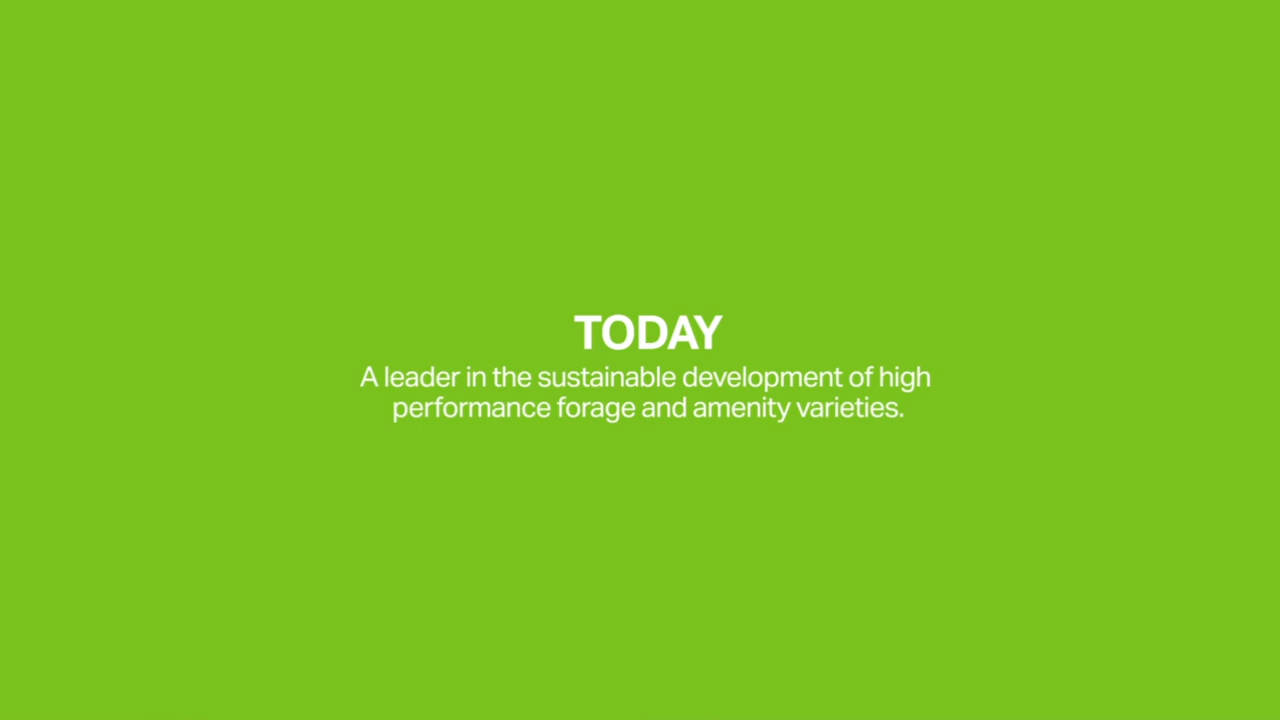 TODAY
A leader in the sustainable development of high
performance forage and amenity varieties.